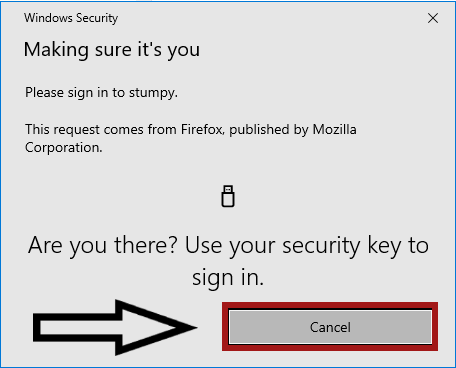 Windows Security
Making sure it's you
Please sign in to stumpy.
This request comes from Firefox, published by Mozilla
Corporation.
Are you there? Use your security key to
sign in.
Cancel